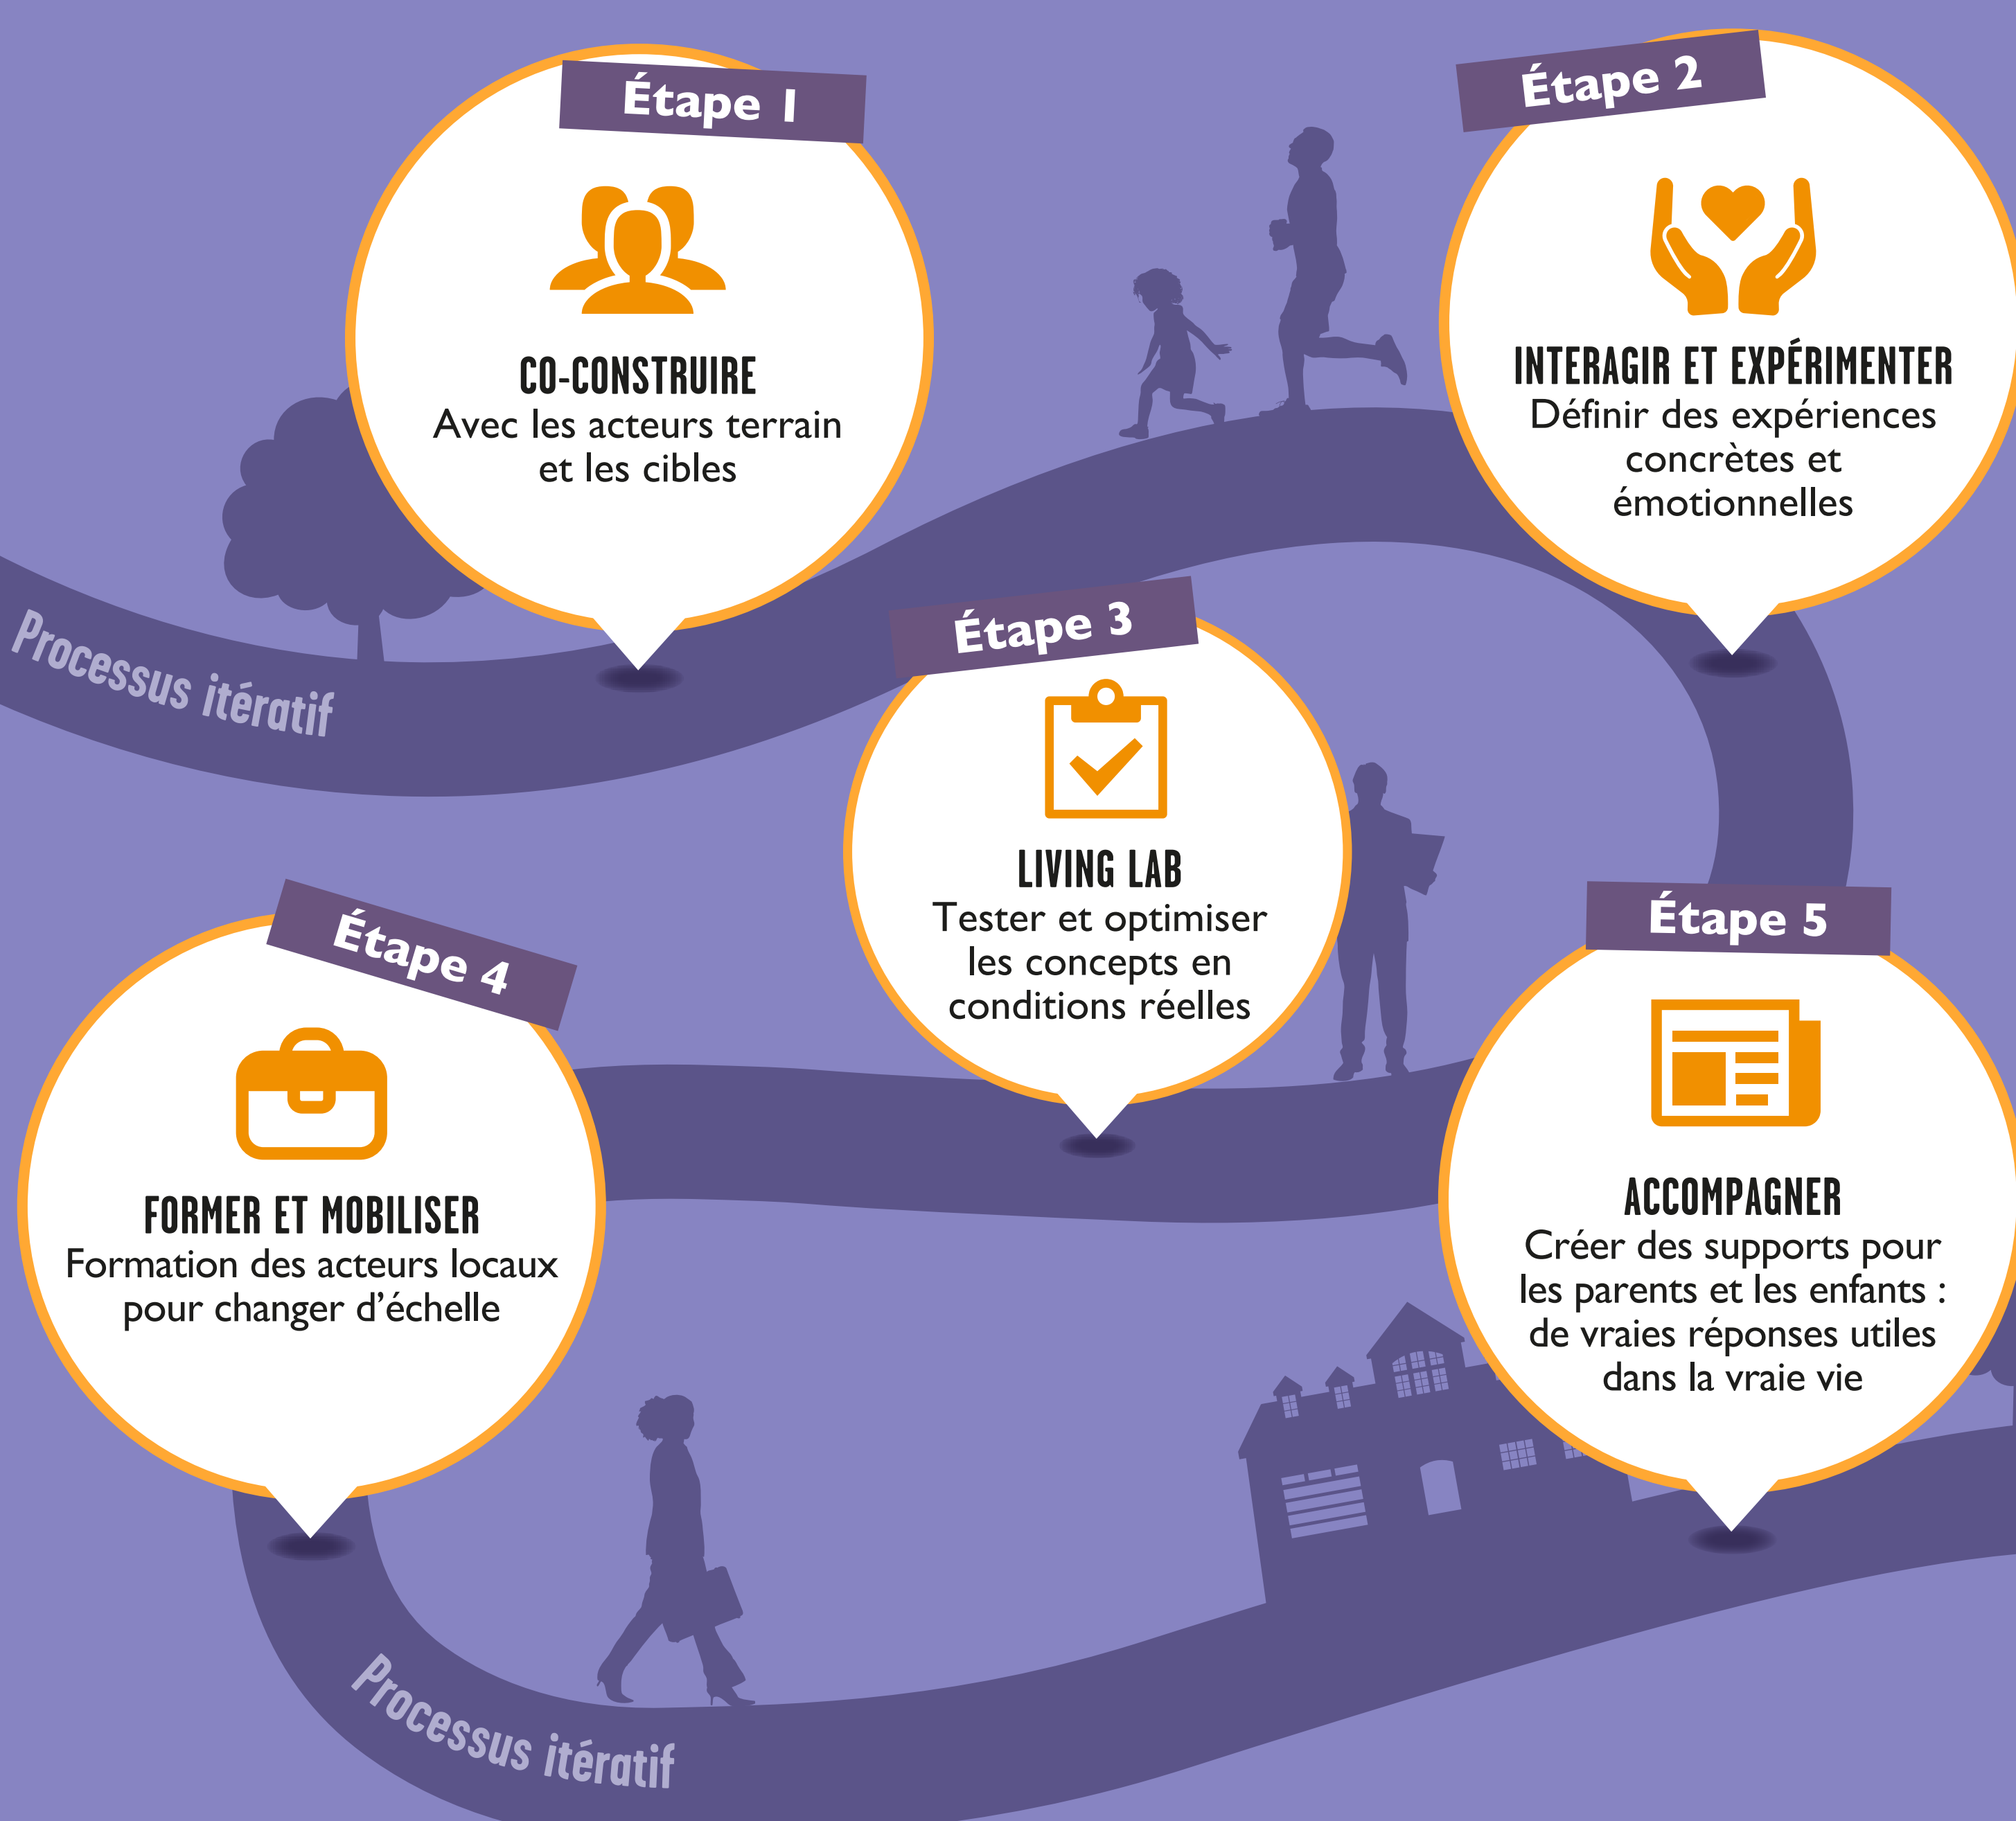 Étape 1
CO-CONSTRUIRE
Avec les acteurs terrain
et les cibles
Étape 2
INTERAGIR ET EXPÉRIMENTER
Définir des expériences
concrètes et
émotionnelles
Processus itératif
Étape 3
LIVING LAB
Tester et optimiser
les concepts en
conditions réelles
Étape 4
FORMER ET MOBILISER
Formation des acteurs locaux
pour changer d'échelle
Étape 5
ACCOMPAGNER
Créer des supports pour
les parents et les enfants :
de vraies réponses utiles
dans la vraie vie
Processus itératif